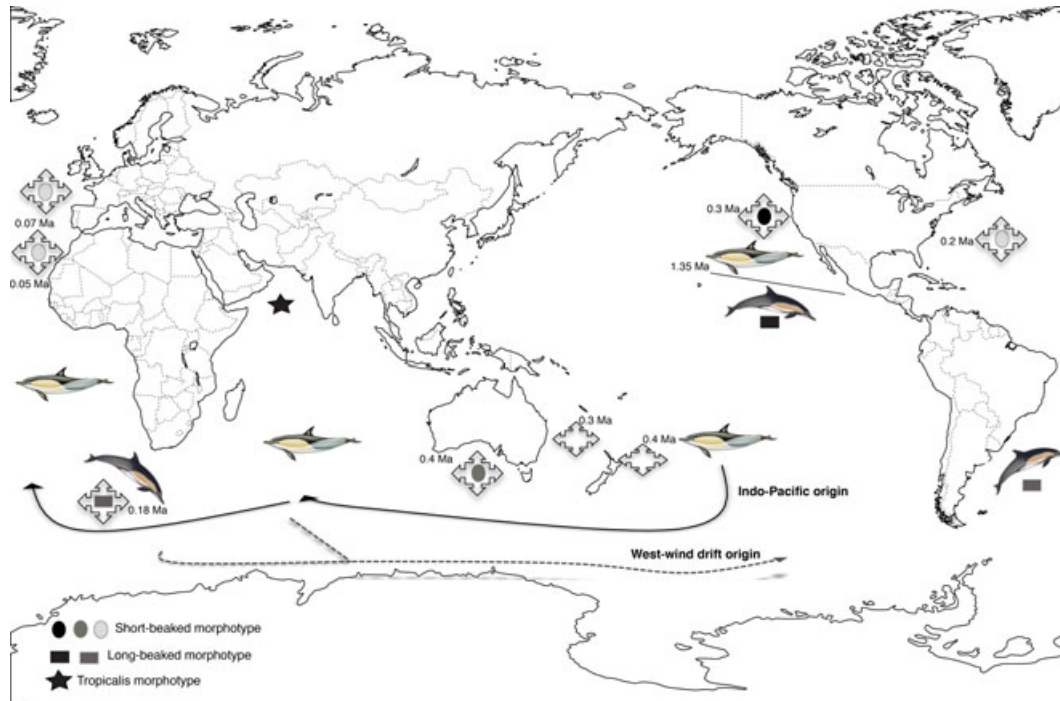 0.07 Ma
0.05 Ma
0.3 Ma
0.2 Ma
1.35 Ma
0.3 Ma
0.4 Ma
0.4 Ma
0.18 Ma
Indo-Pacific origin
West-wind drift origin
Short-beaked morphotype
Long-beaked morphotype
Tropicalis morphotype